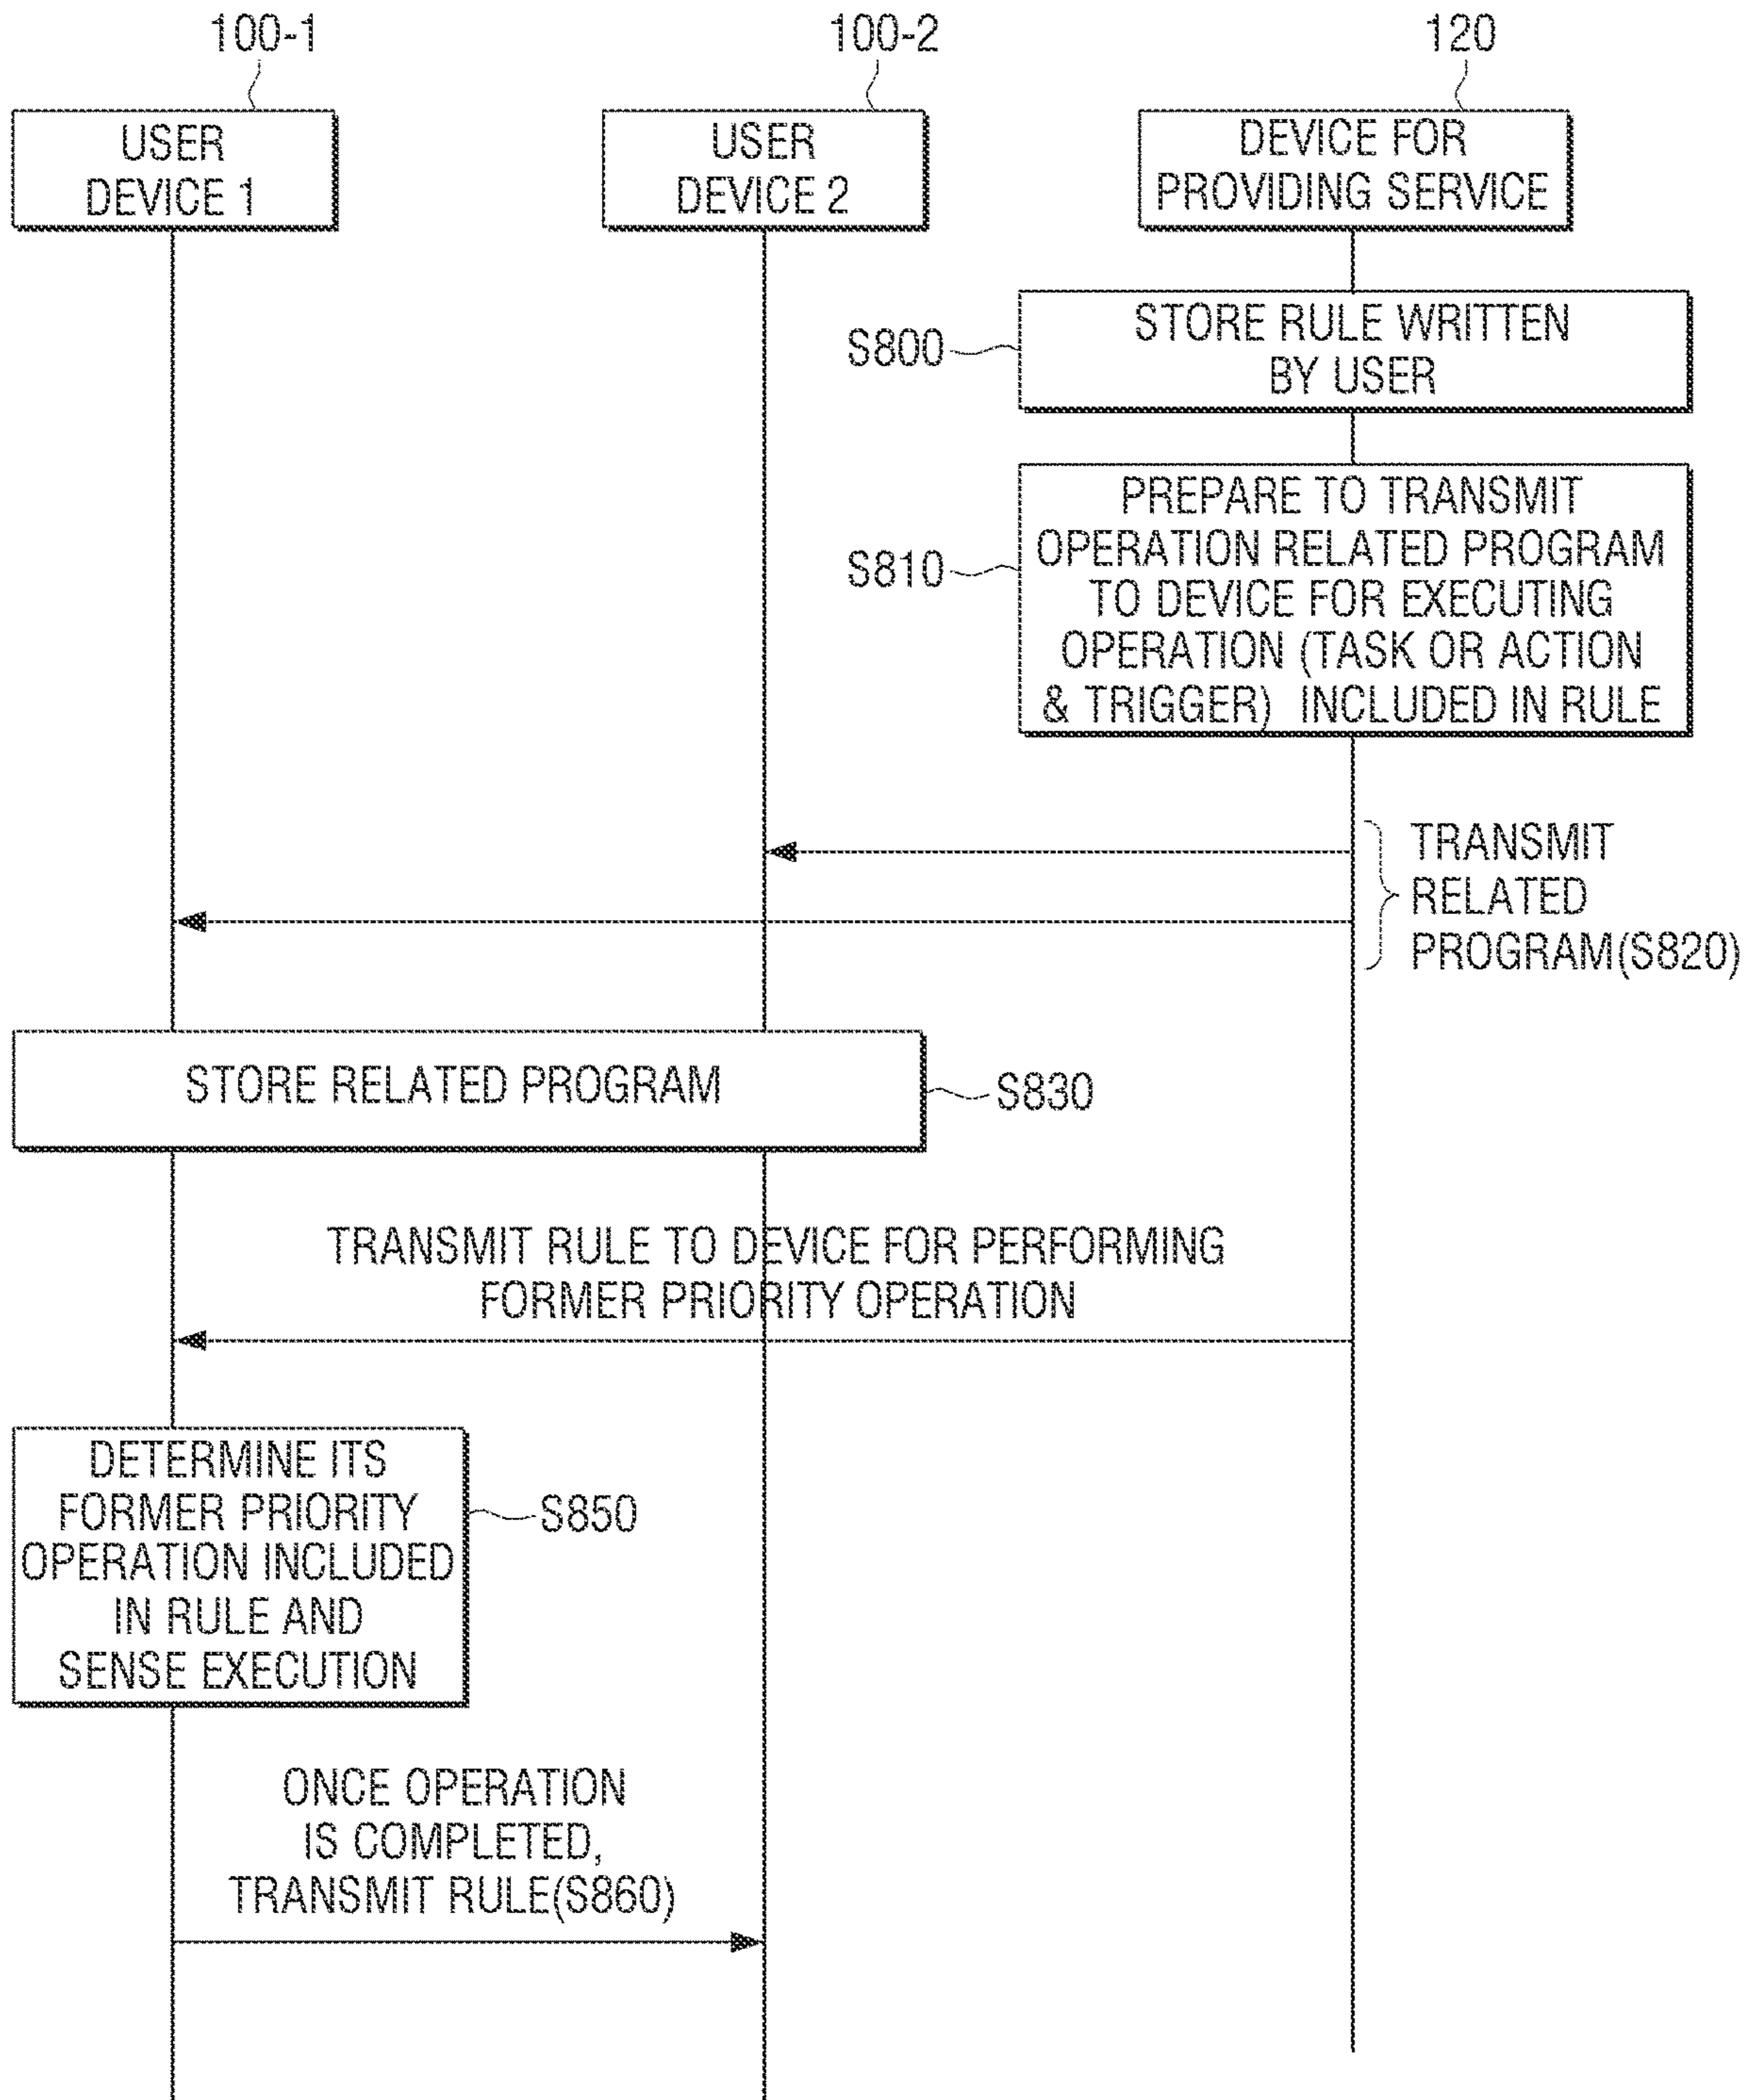 100-1
100-2
120
USER
DEVICE 1
USER
DEVICE 2
DEVICE FOR
PROVIDING SERVICE
S800
STORE RULE WRITTEN
BY USER
S810
PREPARE TO TRANSMIT
OPERATION RELATED PROGRAM
TO DEVICE FOR EXECUTING
OPERATION (TASK OR ACTION
& TRIGGER) INCLUDED IN RULE
TRANSMIT
RELATED
PROGRAM(S820)
STORE RELATED PROGRAM
S830
TRANSMIT RULE TO DEVICE FOR PERFORMING
FORMER PRIORITY OPERATION
DETERMINE ITS
FORMER PRIORITY
OPERATION INCLUDED
IN RULE AND
SENSE EXECUTION
S850
ONCE OPERATION
IS COMPLETED,
TRANSMIT RULE(S860)